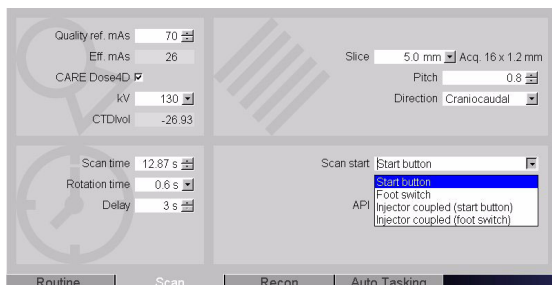 Quality ref. mAs 70
Eff. mAs 26
CARE Dose4D
kV 130
CTDIvol -26.93
Slice 5.0 mm Acq. 16 x 1.2 mm
Pitch 0.8
Direction Craniocaudal
Scan time 12.87 s
Rotation time 0.6 s
Delay 3 s
Scan start Start button
Start button
Foot switch
API Injector coupled (start button)
Injector coupled (foot switch)
Routine Scan Recon Auto Tasking